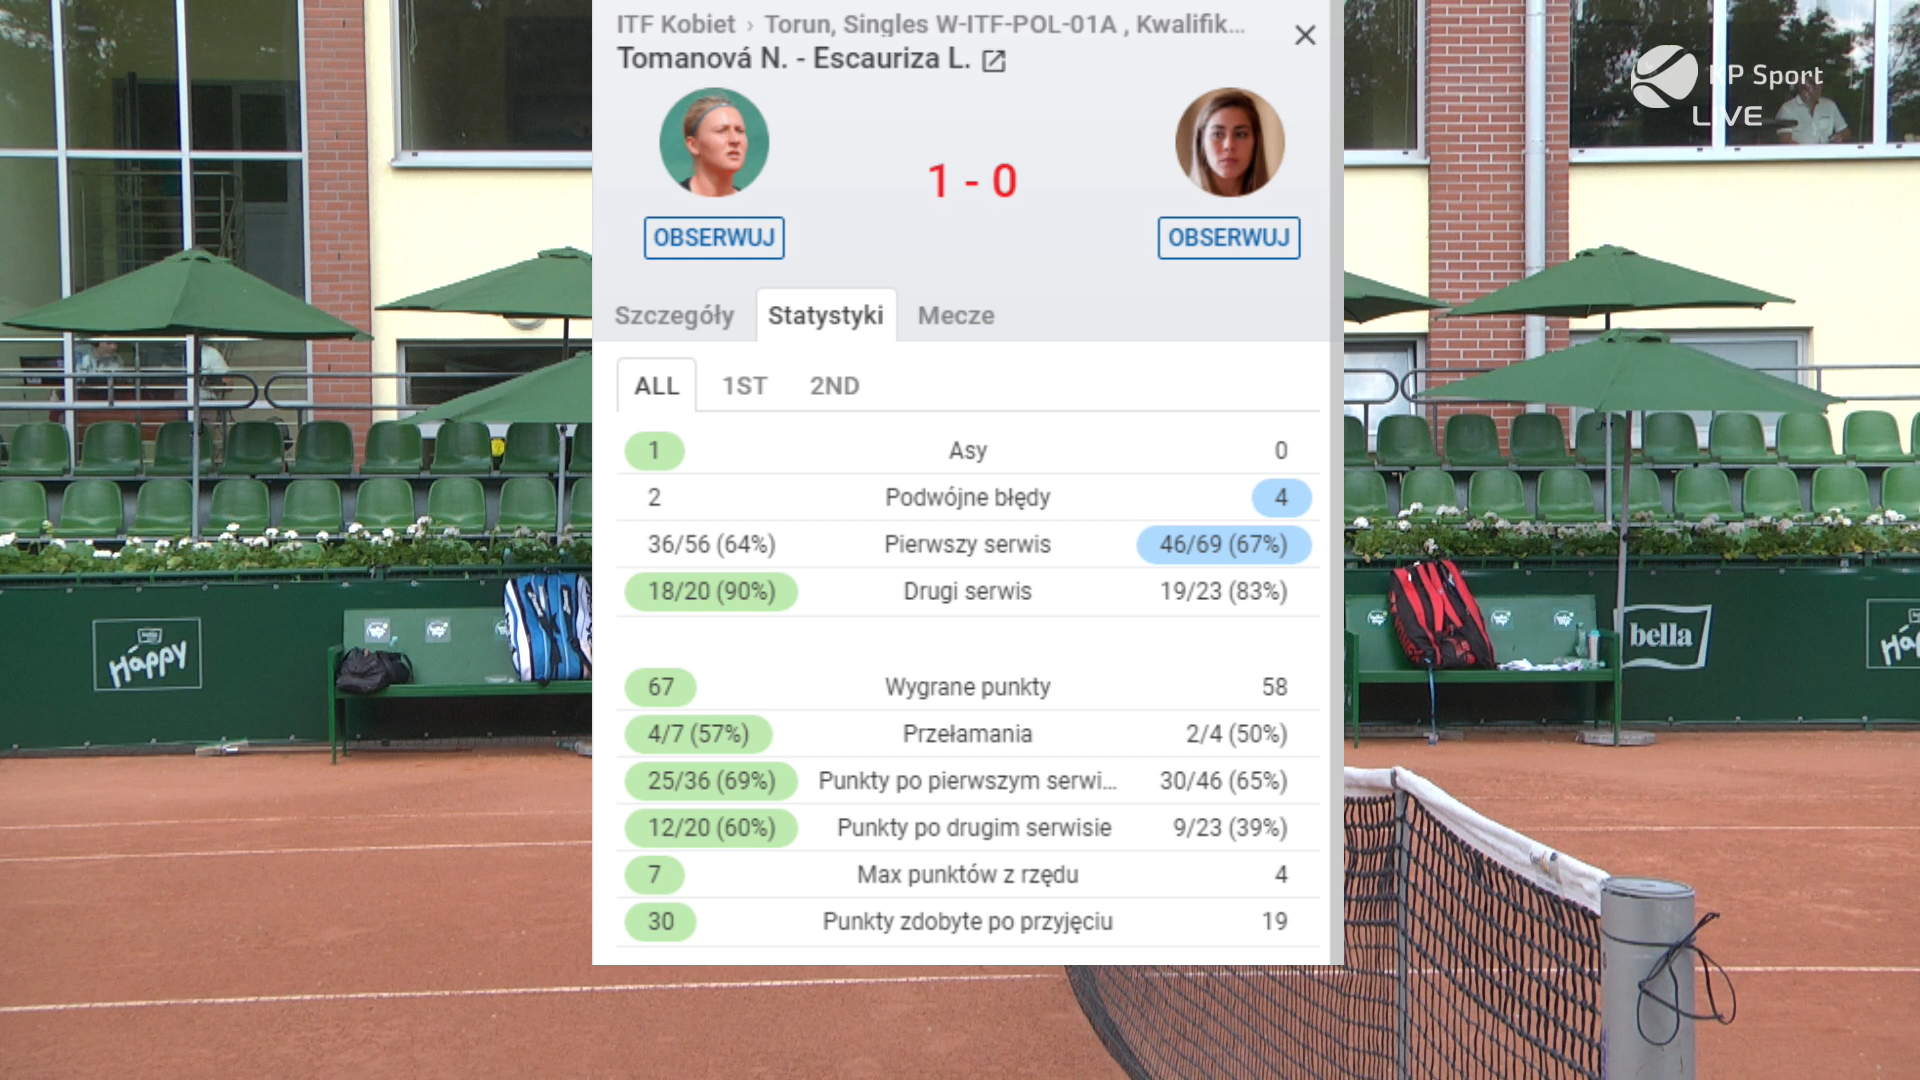 ITF Kobiet › Torun, Singles W-ITF-POL-01A , Kwalifik...
Tomanová N. - Escauriza L.
KP Sport
LIVE
1 - 0
OBSERWUJ
OBSERWUJ
Szczegóły Statystyki Mecze
ALL 1ST 2ND
1 Asy 0
2 Podwójne błędy 4
36/56 (64%) Pierwszy serwis 46/69 (67%)
18/20 (90%) Drugi serwis 19/23 (83%)
67 Wygrane punkty 58
4/7 (57%) Przełamania 2/4 (50%)
25/36 (69%) Punkty po pierwszym serwi... 30/46 (65%)
12/20 (60%) Punkty po drugim serwisie 9/23 (39%)
7 Max punktów z rzędu 4
30 Punkty zdobyte po przyjęciu 19
Happy
bella